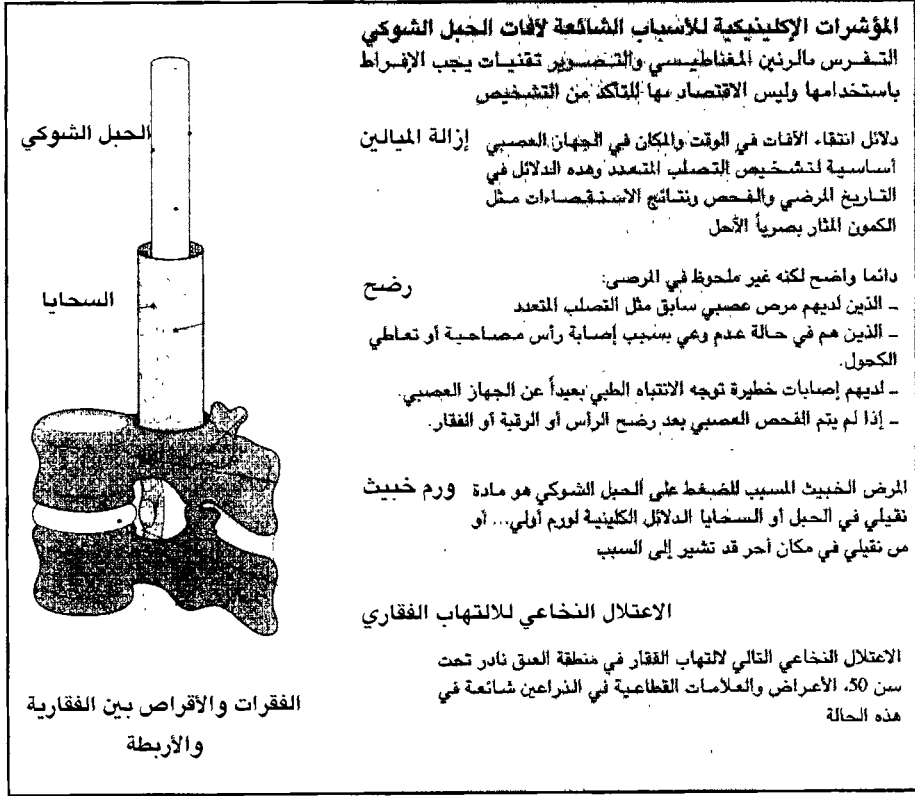 المؤشرات الإكلينيكية للأسباب الشائعة لآفات الحبل الشوكي
التفرس بالرنين المغناطيسي والتصوير تقنيات يجب الإفراط
باستخدامها وليس الاقتصاد بها للتأكد من التشخيص
إزالة الميالين
دلائل انتقاء الآفات في الوقت والمكان في الجهاز العصبي
أساسية لتشخيص التصلب المتعدد وهذه الدلائل في
التاريخ المرضي والفحص ونتائج الاستقصاءات مثل
الكمون المثار بصرياً الأجل
رضح
دائما واضح لكنه غير ملحوظ في المرضى:
ـ الذين لديهم مرض عصبي سابق مثل التصلب المتعدد
ـ الذين هم في حالة عدم وعي بسبب إصابة رأس مصاحبة أو تعاطي
الكحول.
ـ لديهم إصابات خطيرة توجه الانتباه الطبي بعيداً عن الجهاز العصبي.
ـ إذا لم يتم الفحص العصبي بعد رضح الرأس أو الرقبة أو الفقار.
ورم خبيث
المرض الخبيث المسبب للضغط على الحبل الشوكي هو مادة
نقيلي في الحبل أو السحايا الدلائل الكلينية لورم أولي... أو
من نقيلي في مكان آخر قد تشير إلى السبب
الاعتلال النخاعي للالتهاب الفقاري
الاعتلال النخاعي التالي لالتهاب الفقار في منطقة العنق نادر تحت
سن 50، الأعراض والعلامات القطاعية في الذراعين شائعة في
هذه الحالة
الحبل الشوكي
السحايا
الفقرات والأقراص بين الفقارية
والأربطة